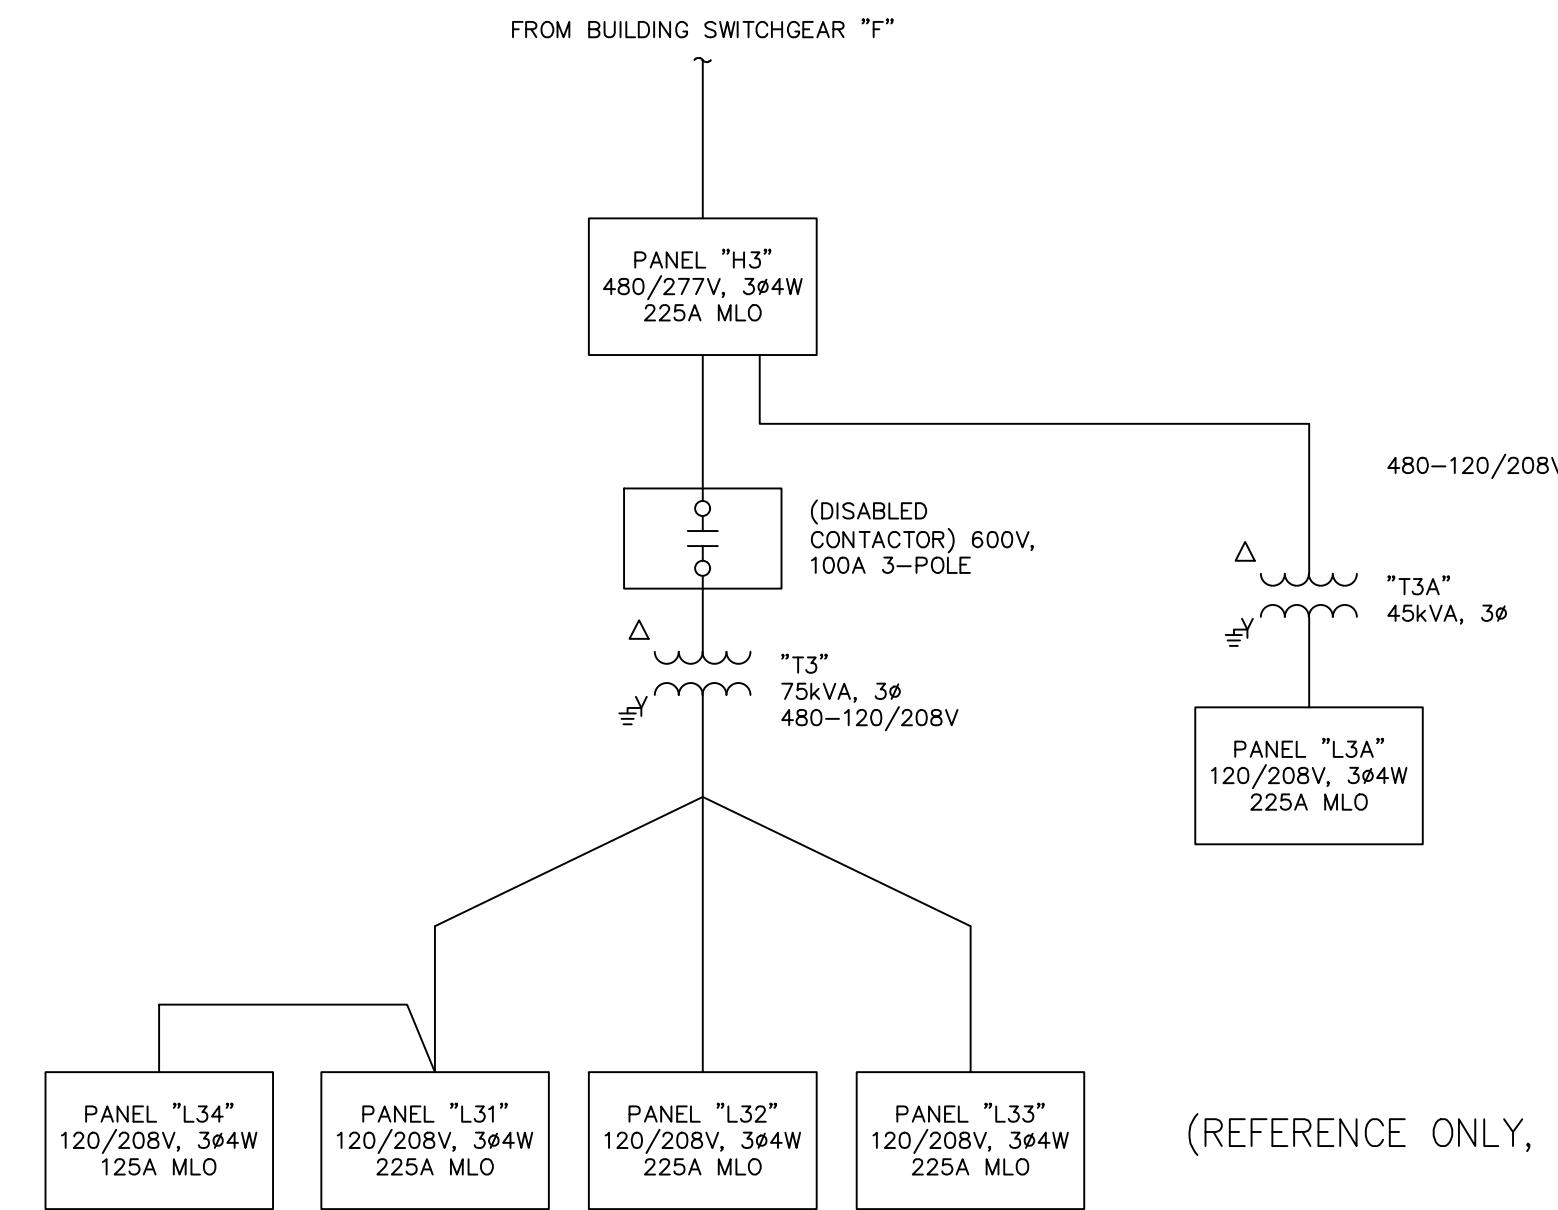 FROM BUILDING SWITCHGEAR "F"
PANEL "H3"
480/277V, 3ø4W
225A MLO
480-120/208V
(DISABLED
CONTACTOR) 600V,
100A 3-POLE
"T3A"
45kVA, 3ø
"T3"
75kVA, 3ø
480-120/208V
PANEL "L3A"
120/208V, 3ø4W
225A MLO
PANEL "L34"
120/208V, 3ø4W
125A MLO
PANEL "L31"
120/208V, 3ø4W
225A MLO
PANEL "L32"
120/208V, 3ø4W
225A MLO
PANEL "L33"
120/208V, 3ø4W
225A MLO
(REFERENCE ONLY,